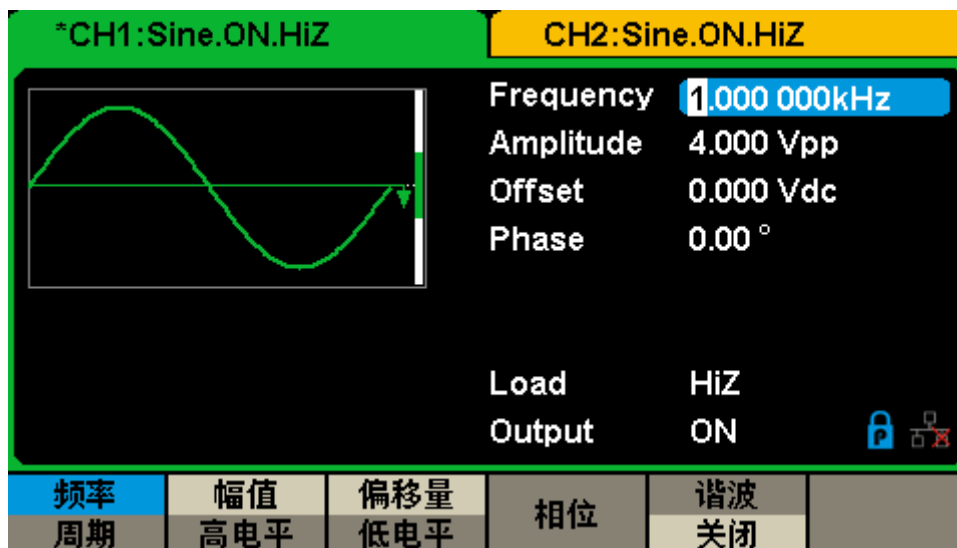 *CH1:Sine.ON.HiZ
CH2:Sine.ON.HiZ
Frequency 1.000 000kHz
Amplitude 4.000 Vpp
Offset 0.000 Vdc
Phase 0.00 °
Load HiZ
Output ON
P
频率 幅值 偏移量 相位 谐波
周期 高电平 低电平 关闭